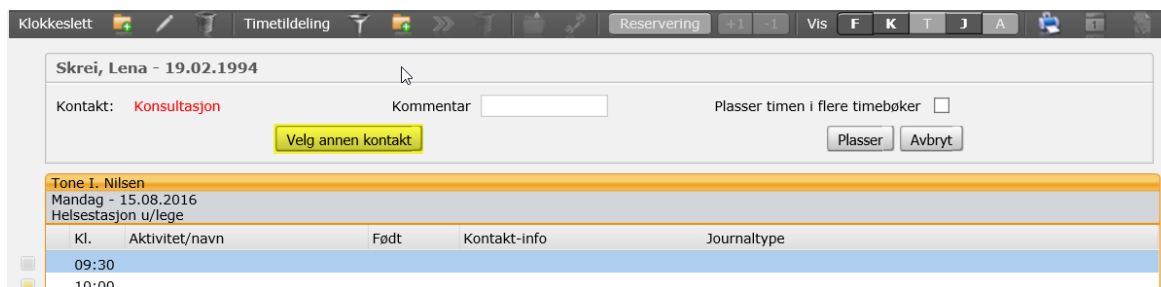 Klokkeslett Timetildeling Reservering +1 -1 Vis F K T J A 1
Skrei, Lena - 19.02.1994
Kontakt: Konsultasjon Kommentar Plasser timen i flere timebøker
Velg annen kontakt Plasser Avbryt
Tone I. Nilsen
Mandag - 15.08.2016
Helsestasjon u/lege
Kl. Aktivitet/navn Født Kontakt-info Journaltype
09:30
10:00